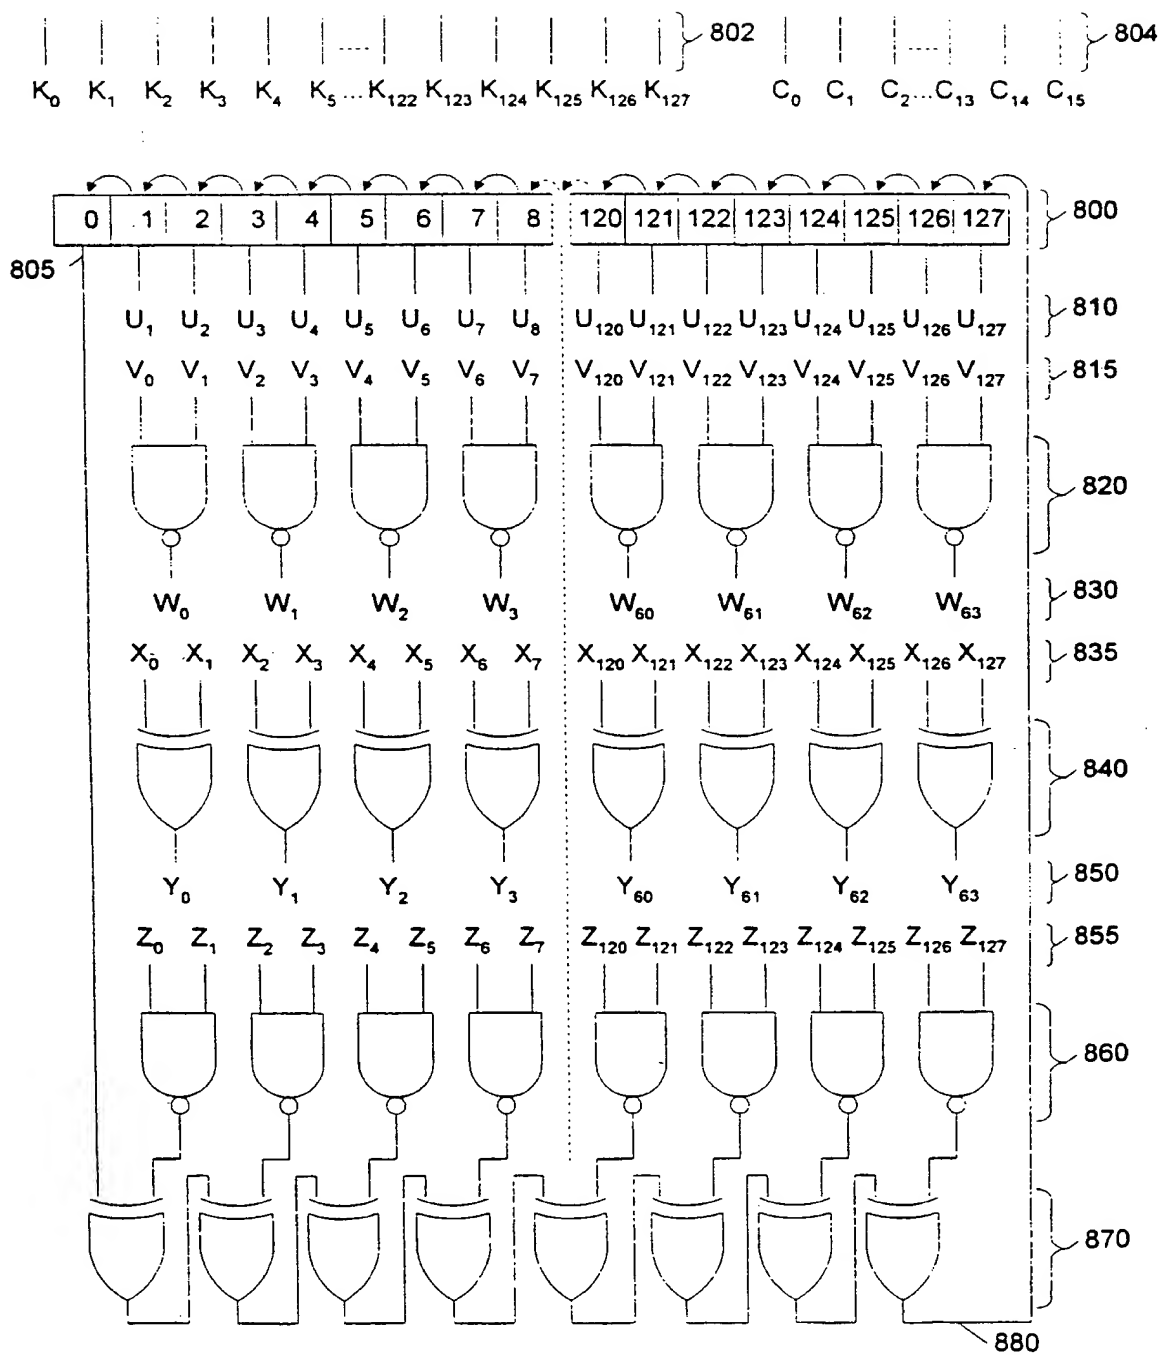 802 804
K₀ K₁ K₂ K₃ K₄ K₅ ... K₁₂₂ K₁₂₃ K₁₂₄ K₁₂₅ K₁₂₆ K₁₂₇ C₀ C₁ C₂ ... C₁₃ C₁₄ C₁₅
0 1 2 3 4 5 6 7 8 120 121 122 123 124 125 126 127 800
805
U₁ U₂ U₃ U₄ U₅ U₆ U₇ U₈ U₁₂₀ U₁₂₁ U₁₂₂ U₁₂₃ U₁₂₄ U₁₂₅ U₁₂₆ U₁₂₇ 810
V₀ V₁ V₂ V₃ V₄ V₅ V₆ V₇ V₁₂₀ V₁₂₁ V₁₂₂ V₁₂₃ V₁₂₄ V₁₂₅ V₁₂₆ V₁₂₇ 815
820
W₀ W₁ W₂ W₃ W₆₀ W₆₁ W₆₂ W₆₃ 830
X₀ X₁ X₂ X₃ X₄ X₅ X₆ X₇ X₁₂₀ X₁₂₁ X₁₂₂ X₁₂₃ X₁₂₄ X₁₂₅ X₁₂₆ X₁₂₇ 835
840
Y₀ Y₁ Y₂ Y₃ Y₆₀ Y₆₁ Y₆₂ Y₆₃ 850
Z₀ Z₁ Z₂ Z₃ Z₄ Z₅ Z₆ Z₇ Z₁₂₀ Z₁₂₁ Z₁₂₂ Z₁₂₃ Z₁₂₄ Z₁₂₅ Z₁₂₆ Z₁₂₇ 855
860
870
880